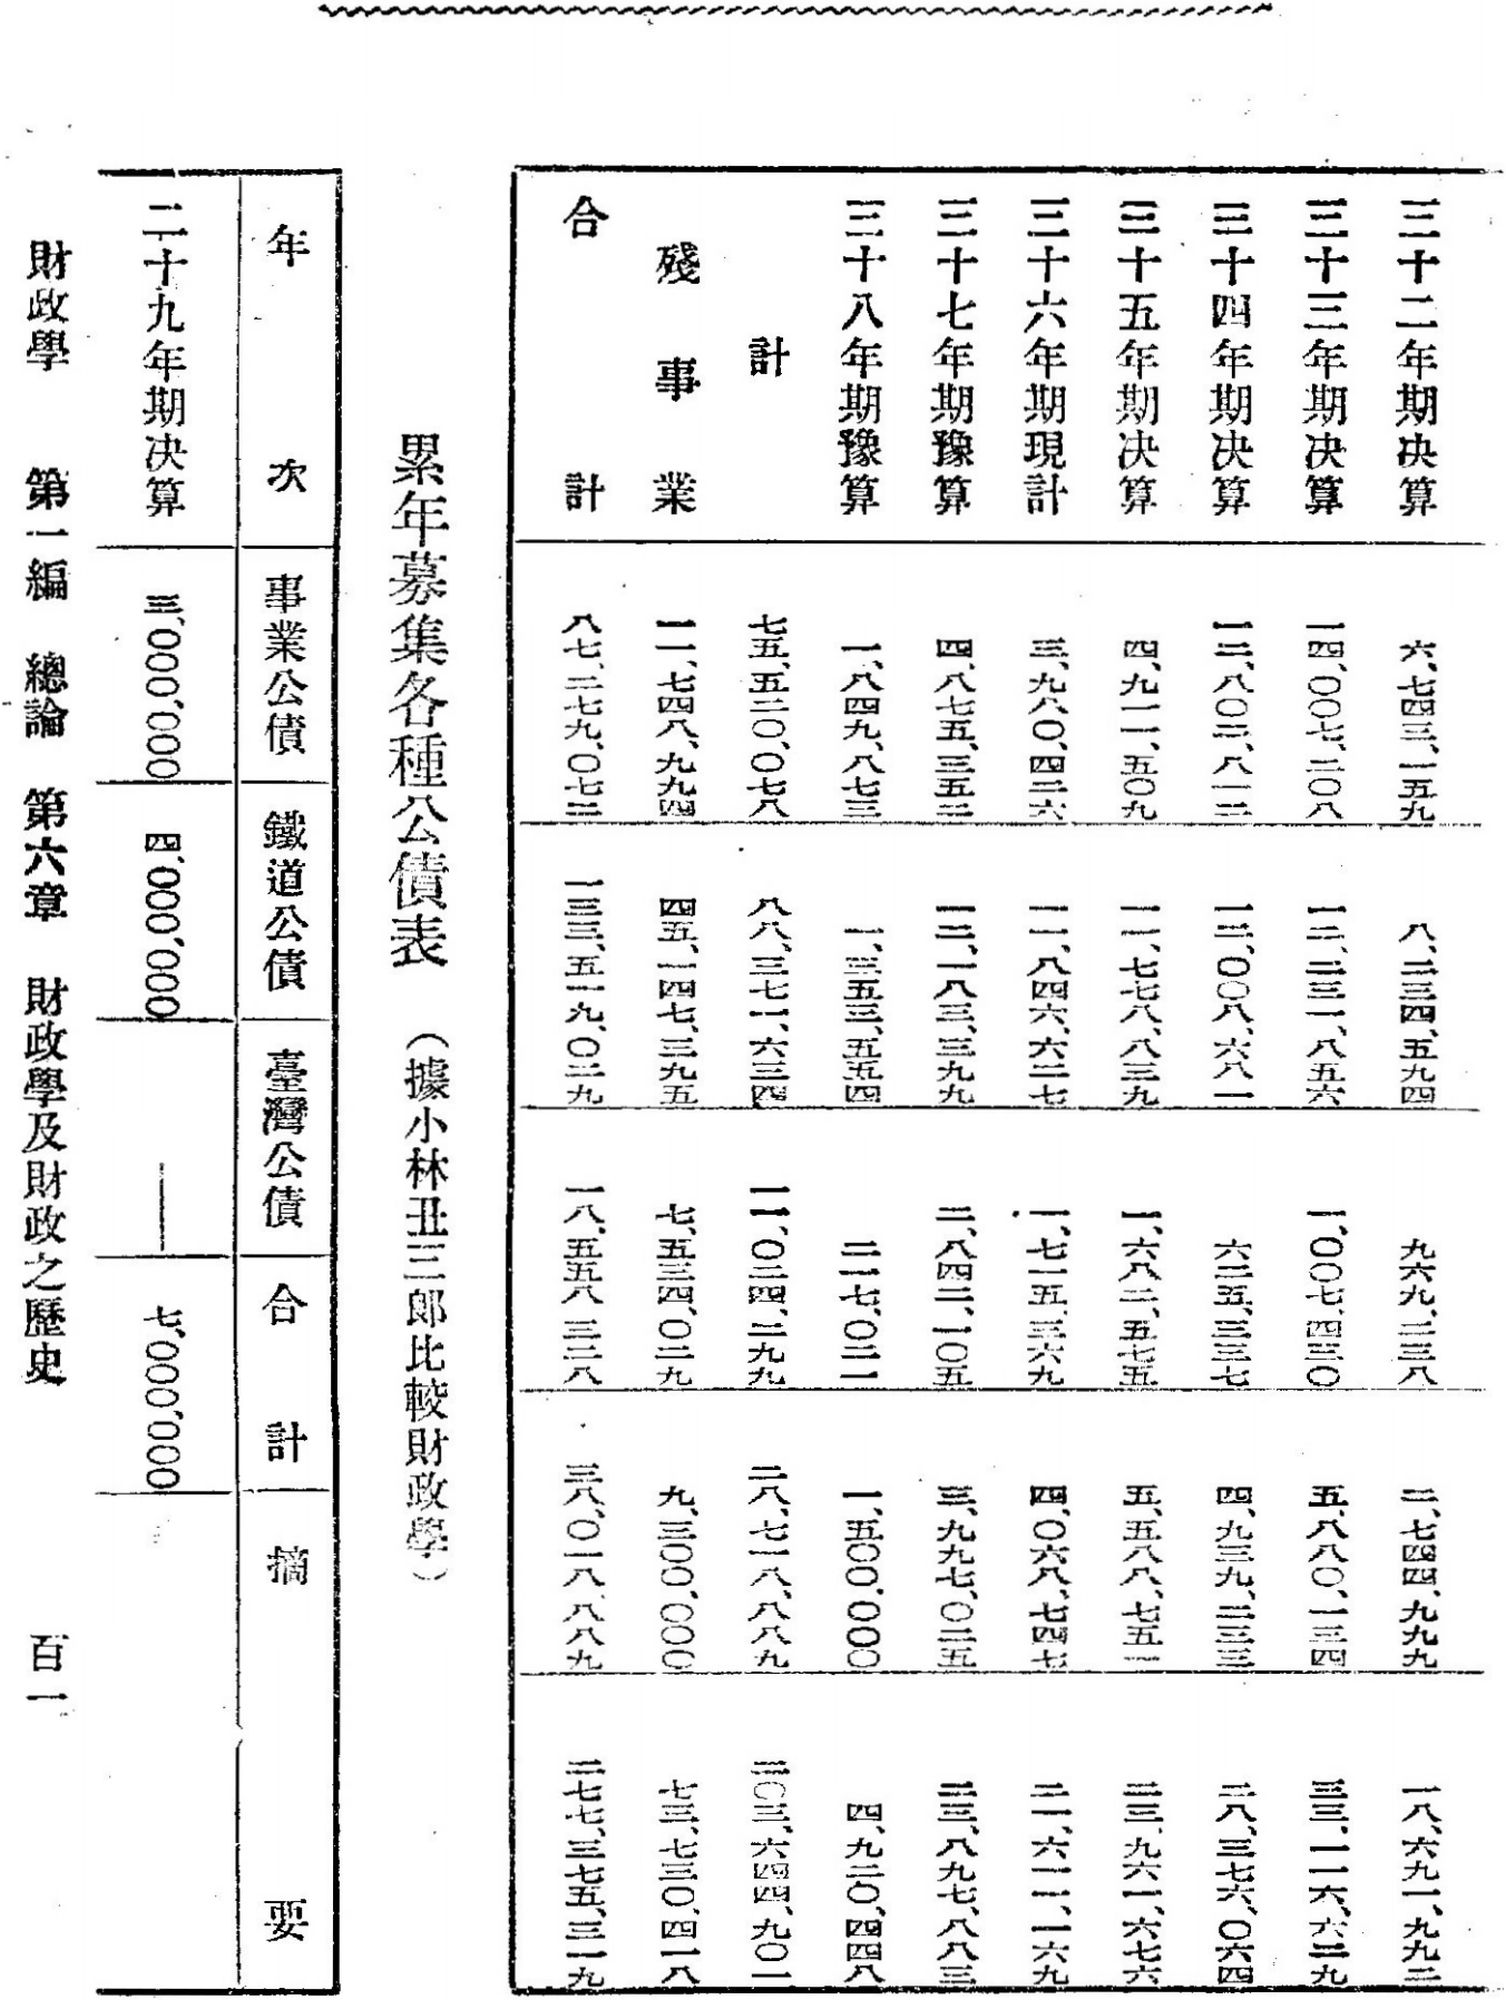 三十二年期決算 六、七四三、一五九 八、二三四、五九四 九六九、二三八 二、七四四、九九九 一八、六九一、九九二
三十三年期決算 一四、〇〇七、二〇八 一二、二三一、八五六 一、〇〇七、四三〇 五、八八〇、一三四 三三、一二六、六二九
三十四年期決算 一二、八〇二、八一二 一二、〇〇八、六八一 六二五、三三七 四、九三九、二三三 二八、三七六、〇六四
三十五年期決算 四、九一一、五〇九 一一、七七八、八三九 一、六八二、五七五 五、五八八、七五一 二三、九六一、六七六
三十六年期現計 三、九八〇、四二六 一一、八四六、六二七 一、七一五、三六九 四、〇六八、七四七 二一、六一一、一六九
三十七年期豫算 四、八七五、三五二 一二、一八三、三九九 二、八四二、一〇五 三、九九七、〇二五 二三、八九七、八八三
三十八年期豫算 一、八四九、八七三 一、三五三、五五四 二一七、〇二一 一、五〇〇、〇〇〇 四、九二〇、四四八
計 七五、五二〇、〇七八 八八、三七一、六三四 一一、〇二四、二九九 二八、七一八、八八九 二〇三、六四四、九〇一
殘事業 一一、七四八、九九四 四五、一四七、三九五 七、五三四、〇二九 九、三〇〇、〇〇〇 七三、七三〇、四一八
合計 八七、二七九、〇七二 一三三、五一九、〇二九 一八、五五八、三二八 三八、〇一八、八八九 二七七、三七五、三一九
累年募集各種公債表 (據小林丑三郎比較財政學)
年次 事業公債 鐵道公債 臺灣公債 合計 摘要
二十九年期決算 三、〇〇〇、〇〇〇 四、〇〇〇、〇〇〇 — 七、〇〇〇、〇〇〇
財政學 第一編 總論 第六章 財政學及財政之歷史 百一